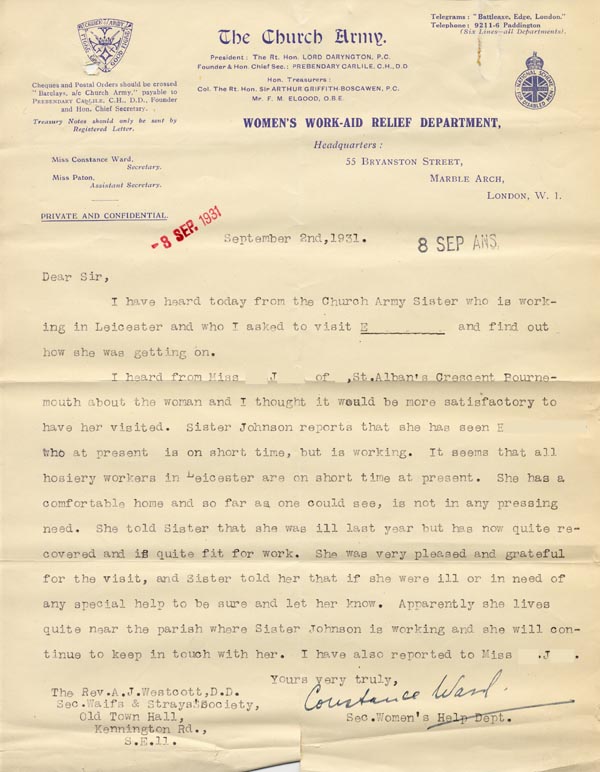 The Church Army.
Telegrams: "Battleaxe, Edge, London."
Telephone: 9211-6 Paddington
(Six Lines—all Departments).
President: The Rt. Hon. LORD DARYNGTON, P.C.
Founder & Hon. Chief Sec.: PREBENDARY CARLILE, C.H., D.D
Hon. Treasurers:
Col. The Rt. Hon. Sir ARTHUR GRIFFITH-BOSCAWEN, P.C.
Mr. F. M. ELGOOD, O.B.E.
CHURCH ARMY
NATIONAL SCHEME
FOR DISABLED MEN
Cheques and Postal Orders should be crossed
"Barclays, a/c Church Army," payable to
PREBENDARY CARLILE, C.H., D.D., Founder
and Hon. Chief Secretary.
Treasury Notes should only be sent by
Registered Letter.
WOMEN'S WORK-AID RELIEF DEPARTMENT,
Headquarters:
55 BRYANSTON STREET,
MARBLE ARCH,
LONDON, W. 1.
Miss Constance Ward,
Secretary.
Miss Paton,
Assistant Secretary.
PRIVATE AND CONFIDENTIAL.
-8 SEP. 1931
September 2nd,1931.
8 SEP ANS.
Dear Sir,
I have heard today from the Church Army Sister who is work-
ing in Leicester and who I asked to visit E and find out
how she was getting on.
I heard from Miss J of ,St.Alban's Crescent Bourne-
mouth about the woman and I thought it would be more satisfactory to
have her visited. Sister Johnson reports that she has seen E
who at present is on short time, but is working. It seems that all
hosiery workers in Leicester are on short time at present. She has a
comfortable home and so far as one could see, is not in any pressing
need. She told Sister that she was ill last year but has now quite re-
covered and is quite fit for work. She was very pleased and grateful
for the visit, and Sister told her that if she were ill or in need of
any special help to be sure and let her know. Apparently she lives
quite near the parish where Sister Johnson is working and she will con-
tinue to keep in touch with her. I have also reported to Miss .J
Yours very truly,
Constance Ward.
Sec.Women's Help Dept.
The Rev.A.J.Westcott,D.D.
Sec.Waifs & Strays Society,
Old Town Hall,
Kennington Rd.,
S.E.11.